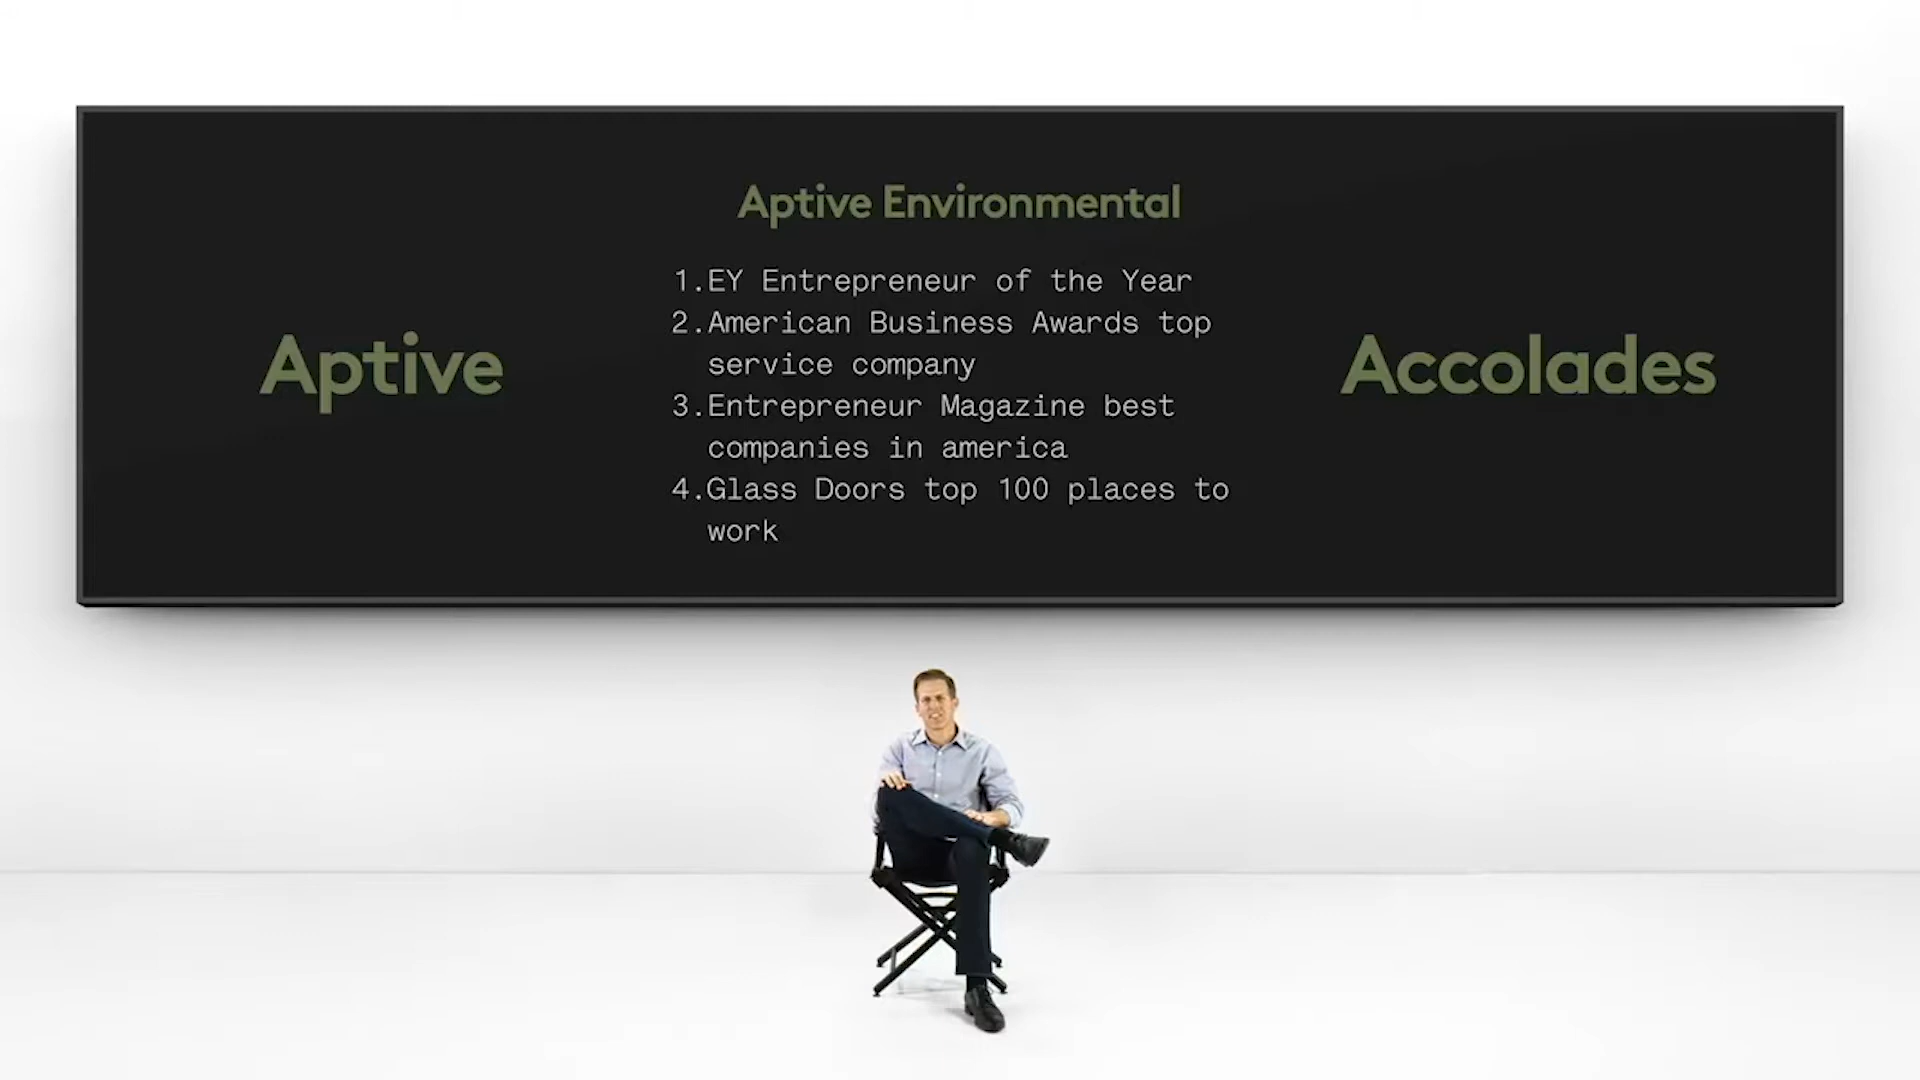 Aptive Environmental
1.EY Entrepreneur of the Year
2.American Business Awards top
service company
3.Entrepreneur Magazine best
companies in america
4.Glass Doors top 100 places to
work
Aptive
Accolades